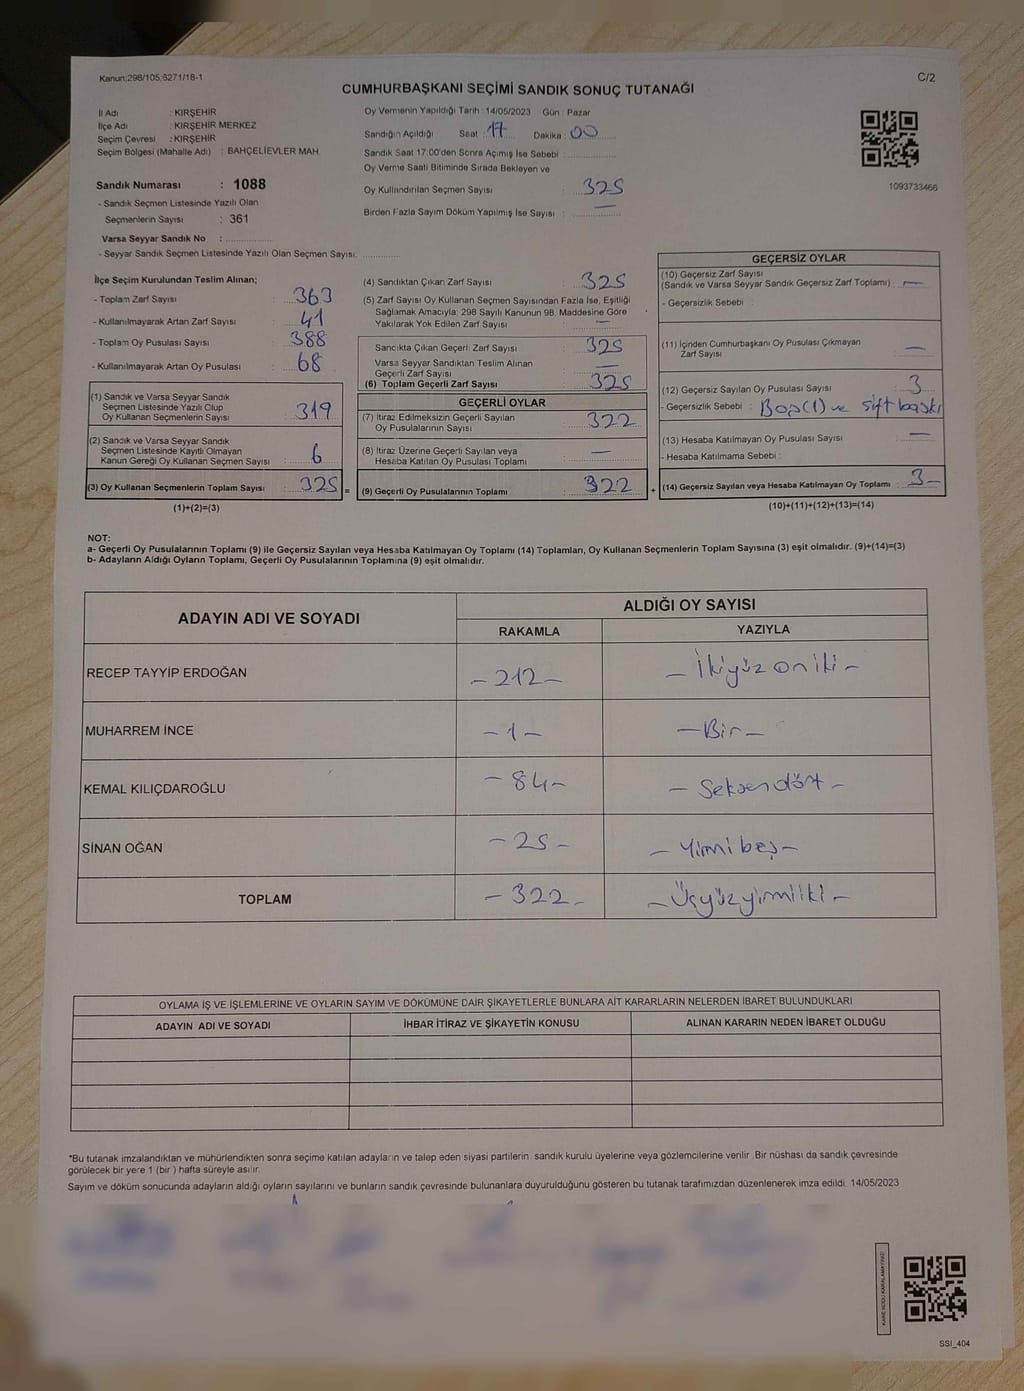 Kanun;298/105,6271/18-1
C/2
CUMHURBAŞKANI SEÇİMİ SANDIK SONUÇ TUTANAĞI
İl Adı : KIRŞEHİR
İlçe Adı : KIRŞEHİR MERKEZ
Seçim Çevresi : KIRŞEHİR
Seçim Bölgesi (Mahalle Adı) : BAHÇELİEVLER MAH.
Sandık Numarası : 1088
- Sandık Seçmen Listesinde Yazılı Olan
Seçmenlerin Sayısı : 361
Varsa Seyyar Sandık No :
- Seyyar Sandık Seçmen Listesinde Yazılı Olan Seçmen Sayısı:
Oy Vermenin Yapıldığı Tarih : 14/05/2023 Gün : Pazar
Sandığın Açıldığı Saat : 17 Dakika : 00
Sandık Saat 17:00'den Sonra Açımış İse Sebebi :
Oy Verme Saati Bitiminde Sırada Bekleyen ve
Oy Kullandırılan Seçmen Sayısı : 325
Birden Fazla Sayım Döküm Yapılmış İse Sayısı : —
1093733466
İlçe Seçim Kurulundan Teslim Alınan;
- Toplam Zarf Sayısı : 363
- Kullanılmayarak Artan Zarf Sayısı : 41
- Toplam Oy Pusulası Sayısı : 388
- Kullanılmayarak Artan Oy Pusulası : 68
(1) Sandık ve Varsa Seyyar Sandık
Seçmen Listesinde Yazılı Olup
Oy Kullanan Seçmenlerin Sayısı : 319
(2) Sandık ve Varsa Seyyar Sandık
Seçmen Listesinde Kayıtlı Olmayan
Kanun Gereği Oy Kullanan Seçmen Sayısı : 6
(3) Oy Kullanan Seçmenlerin Toplam Sayısı : 325 =
(1)+(2)=(3)
(4) Sandıktan Çıkan Zarf Sayısı : 325
(5) Zarf Sayısı Oy Kullanan Seçmen Sayısından Fazla İse, Eşitliği
Sağlamak Amacıyla; 298 Sayılı Kanunun 98. Maddesine Göre
Yakılarak Yok Edilen Zarf Sayısı : —
Sandıkta Çıkan Geçerli Zarf Sayısı : 325
Varsa Seyyar Sandıktan Teslim Alınan
Geçerli Zarf Sayısı : —
(6) Toplam Geçerli Zarf Sayısı : 325
GEÇERLİ OYLAR
(7) İtiraz Edilmeksizin Geçerli Sayılan
Oy Pusulalarının Sayısı : 322
(8) İtiraz Üzerine Geçerli Sayılan veya
Hesaba Katılan Oy Pusulası Toplamı : —
(9) Geçerli Oy Pusulalarının Toplamı : 322 +
GEÇERSİZ OYLAR
(10) Geçersiz Zarf Sayısı
(Sandık ve Varsa Seyyar Sandık Geçersiz Zarf Toplamı) : —
- Geçersizlik Sebebi :
(11) İçinden Cumhurbaşkanı Oy Pusulası Çıkmayan
Zarf Sayısı : —
(12) Geçersiz Sayılan Oy Pusulası Sayısı : 3
- Geçersizlik Sebebi : Boş(1) ve çift baskı
(13) Hesaba Katılmayan Oy Pusulası Sayısı : —
- Hesaba Katılmama Sebebi :
(14) Geçersiz Sayılan veya Hesaba Katılmayan Oy Toplamı : 3-
(10)+(11)+(12)+(13)=(14)
NOT:
a- Geçerli Oy Pusulalarının Toplamı (9) ile Geçersiz Sayılan veya Hesaba Katılmayan Oy Toplamı (14) Toplamları, Oy Kullanan Seçmenlerin Toplam Sayısına (3) eşit olmalıdır. (9)+(14)=(3)
b- Adayların Aldığı Oyların Toplamı, Geçerli Oy Pusulalarının Toplamına (9) eşit olmalıdır.
ADAYIN ADI VE SOYADI ALDIĞI OY SAYISI
RAKAMLA YAZIYLA
RECEP TAYYİP ERDOĞAN -212- - İkiyüz oniki -
MUHARREM İNCE -1- -Bir-
KEMAL KILIÇDAROĞLU -84- - Seksendört -
SİNAN OĞAN -25- - Yirmibeş -
TOPLAM -322- - Üçyüzyirmiiki -
OYLAMA İŞ VE İŞLEMLERİNE VE OYLARIN SAYIM VE DÖKÜMÜNE DAİR ŞİKAYETLERLE BUNLARA AİT KARARLARIN NELERDEN İBARET BULUNDUKLARI
ADAYIN ADI VE SOYADI İHBAR İTİRAZ VE ŞİKAYETİN KONUSU ALINAN KARARIN NEDEN İBARET OLDUĞU
*Bu tutanak imzalandıktan ve mühürlendikten sonra seçime katılan adayların ve talep eden siyasi partilerin sandık kurulu üyelerine veya gözlemcilerine verilir .Bir nüshası da sandık çevresinde
görülecek bir yere 1 (bir ) hafta süreyle asılır.
Sayım ve döküm sonucunda adayların aldığı oyların sayılarını ve bunların sandık çevresinde bulunanlara duyurulduğunu gösteren bu tutanak tarafımızdan düzenlenerek imza edildi. 14/05/2023
KARE KODU KARALAMAYINIZ!
SSI_404